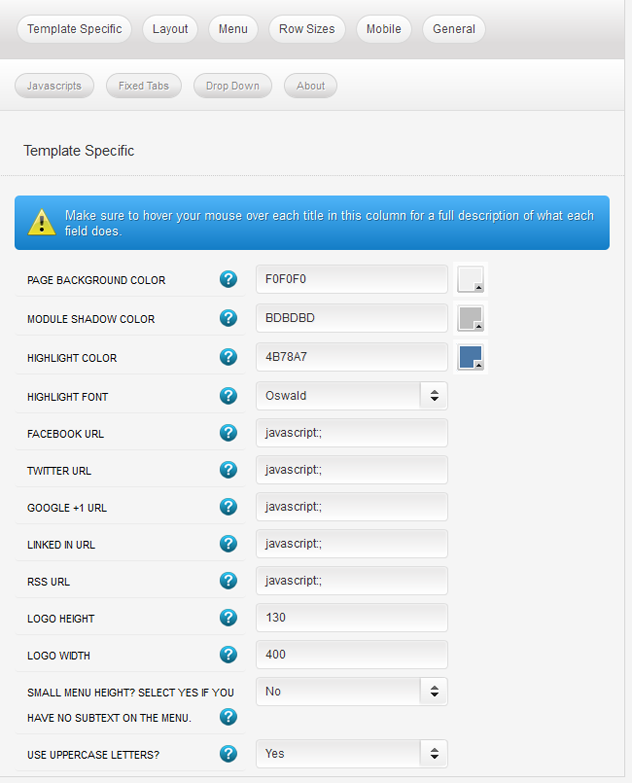 Template Specific Layout Menu Row Sizes Mobile General
Javascripts Fixed Tabs Drop Down About
Template Specific
Make sure to hover your mouse over each title in this column for a full description of what each
field does.
PAGE BACKGROUND COLOR ? F0F0F0
MODULE SHADOW COLOR ? BDBDBD
HIGHLIGHT COLOR ? 4B78A7
HIGHLIGHT FONT ? Oswald
FACEBOOK URL ? javascript:;
TWITTER URL ? javascript:;
GOOGLE +1 URL ? javascript:;
LINKED IN URL ? javascript:;
RSS URL ? javascript:;
LOGO HEIGHT ? 130
LOGO WIDTH ? 400
SMALL MENU HEIGHT? SELECT YES IF YOU No
HAVE NO SUBTEXT ON THE MENU. ?
USE UPPERCASE LETTERS? ? Yes